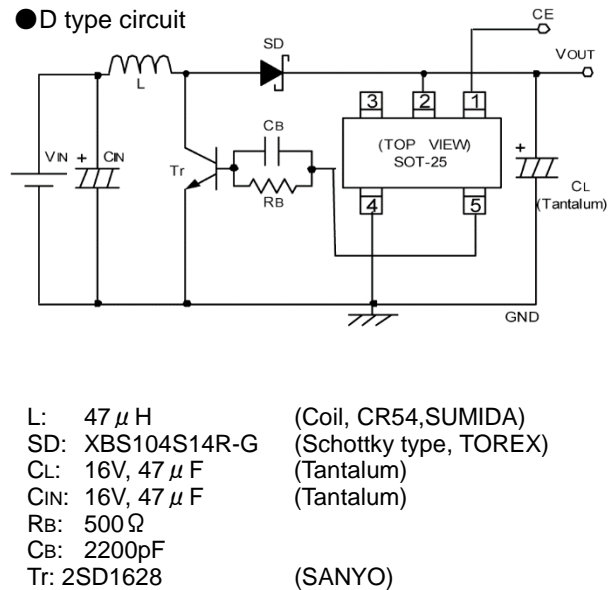 ●D type circuit
CE
VOUT
SD
L
3 2 1
CB
(TOP VIEW)
SOT-25
VIN + CIN
Tr
RB
+
CL
(Tantalum)
4 5
GND
L: 47μH (Coil, CR54,SUMIDA)
SD: XBS104S14R-G (Schottky type, TOREX)
CL: 16V, 47μF (Tantalum)
CIN: 16V, 47μF (Tantalum)
RB: 500Ω
CB: 2200pF
Tr: 2SD1628 (SANYO)